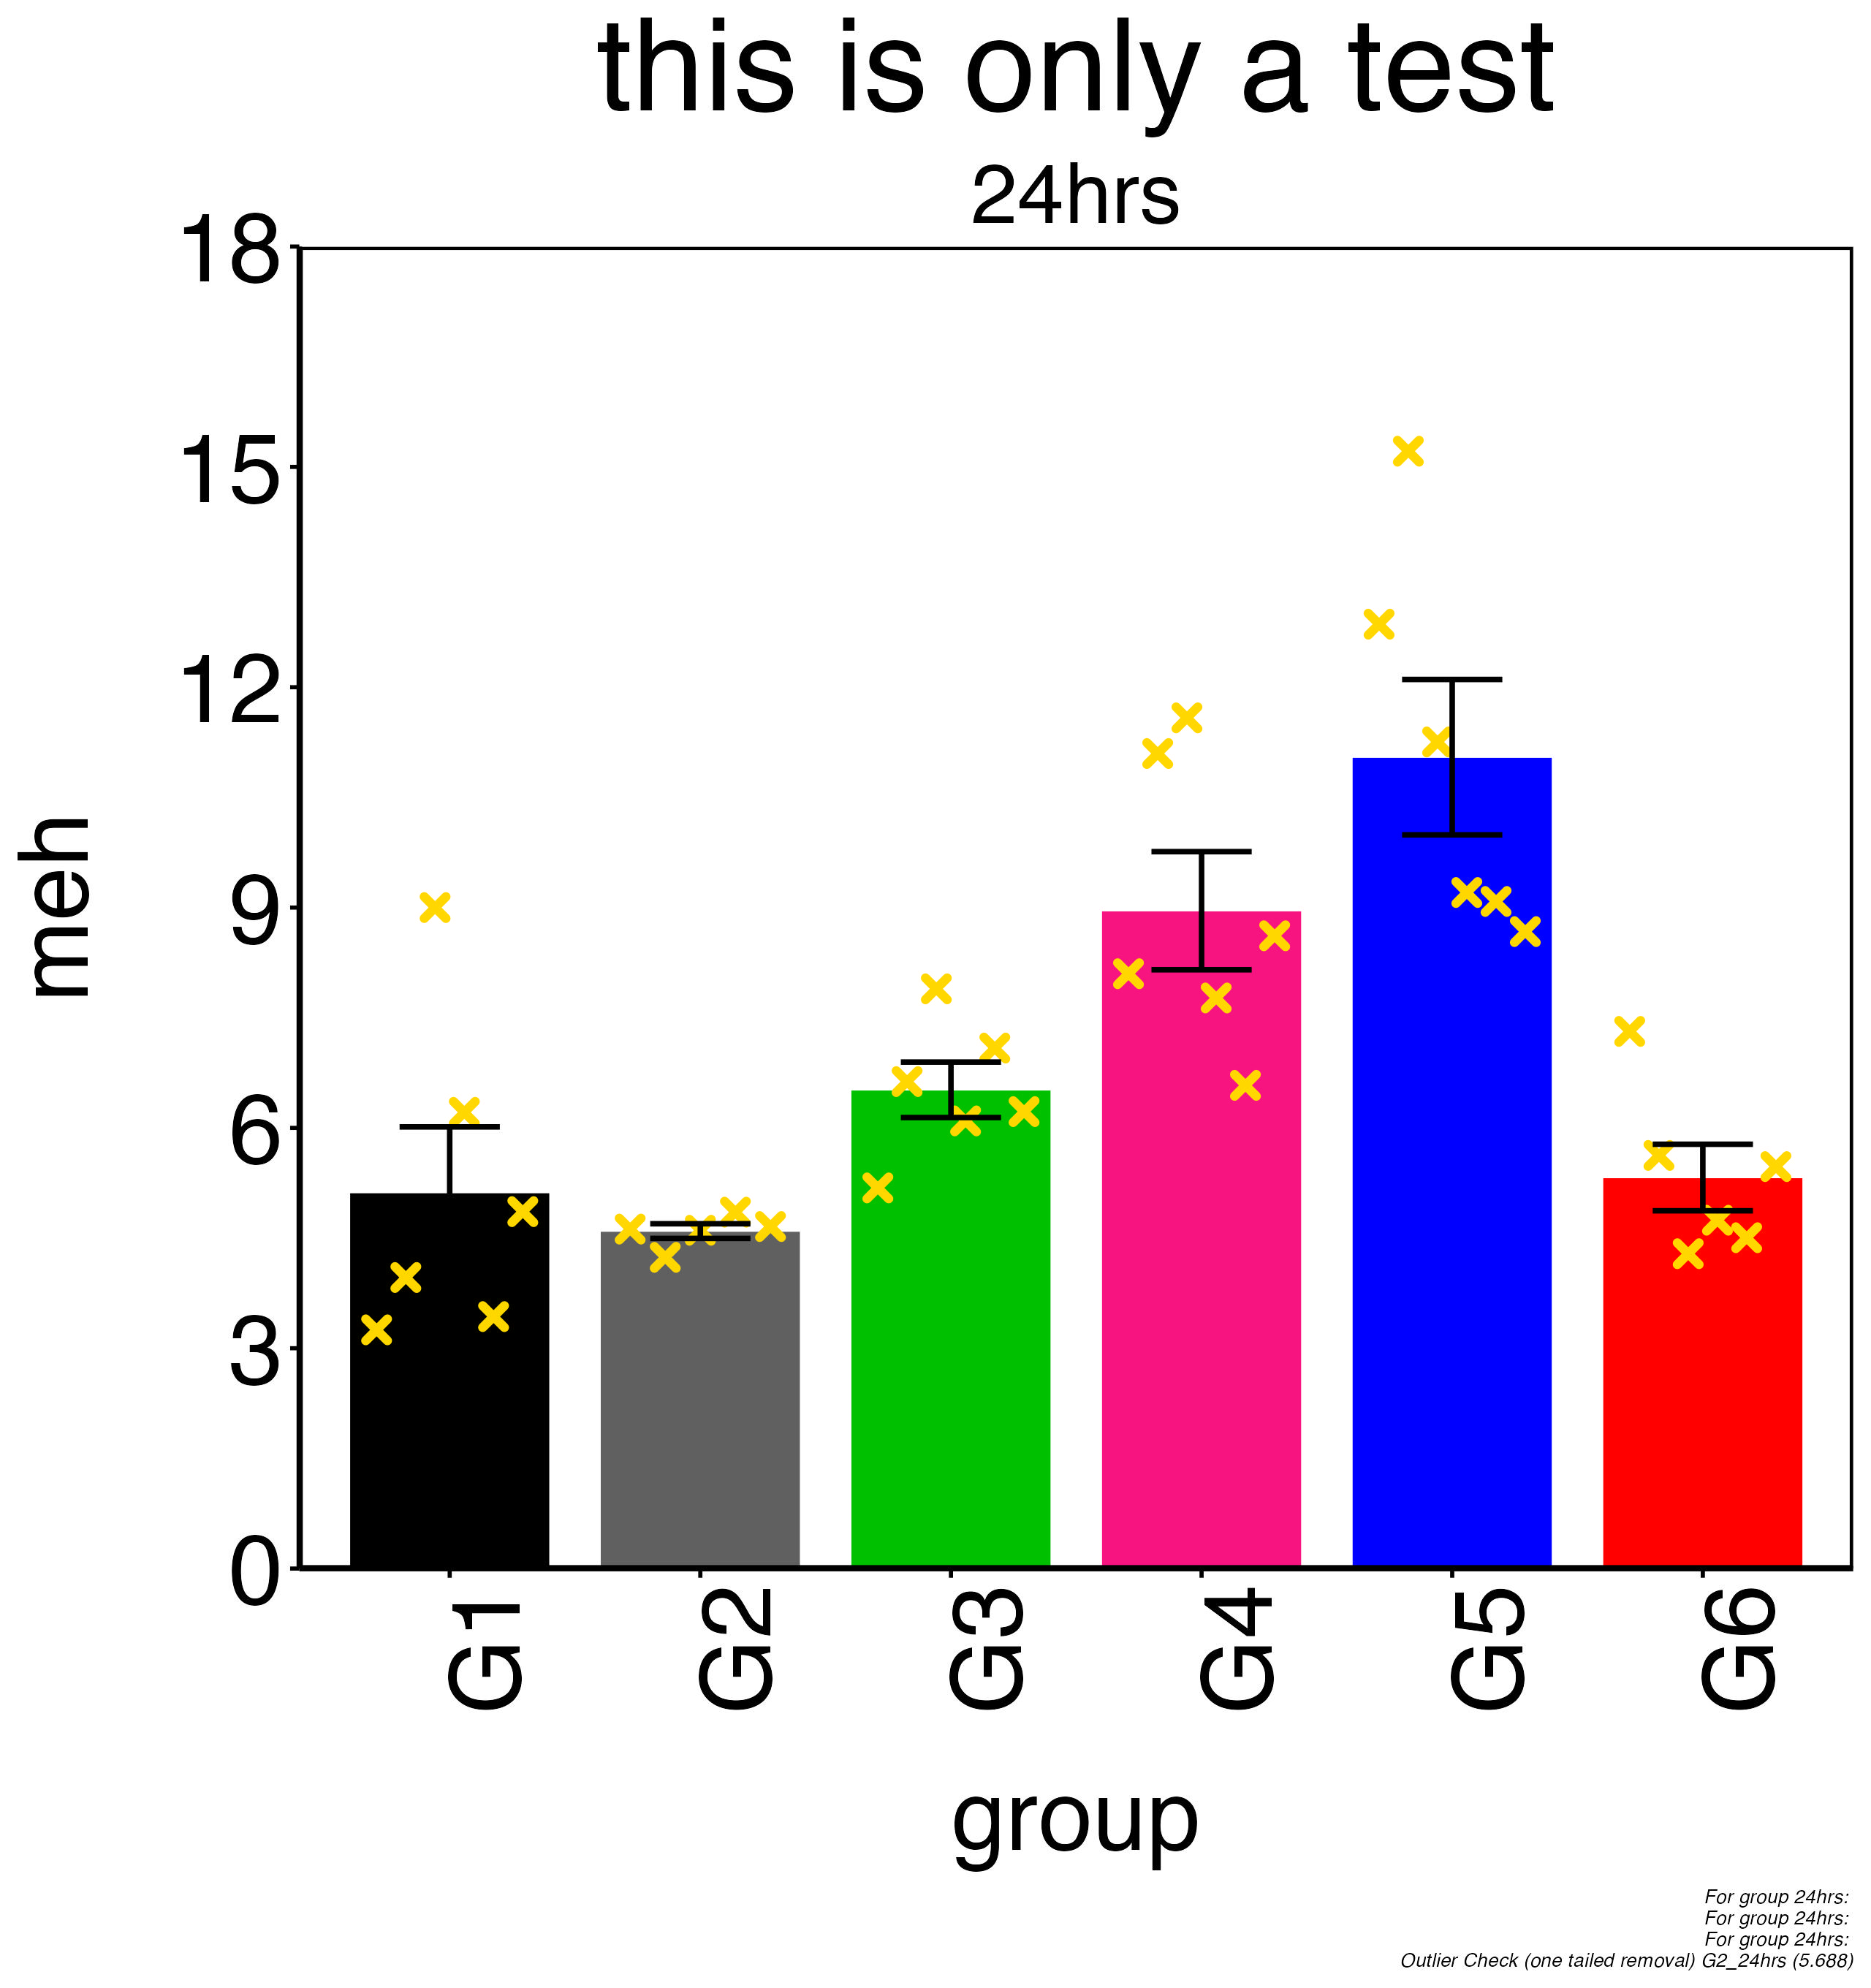 this is only a test
24hrs
18
15
12
9
6
3
0
meh
G1 G2 G3 G4 G5 G6
group
For group 24hrs:
For group 24hrs:
For group 24hrs:
Outlier Check (one tailed removal) G2_24hrs (5.688)